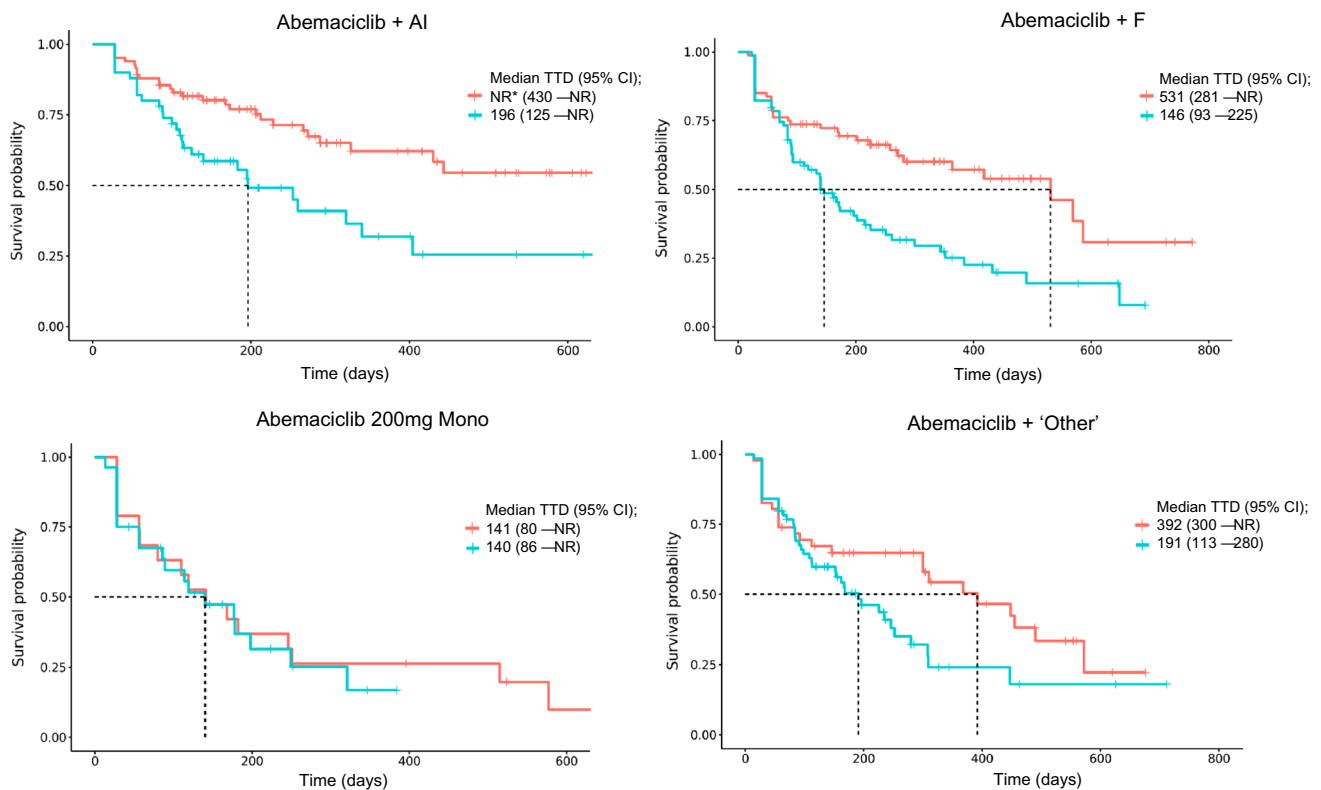 Abemaciclib + AI
Median TTD (95% CI);
NR* (430 —NR)
196 (125 —NR)
Survival probability
1.00
0.75
0.50
0.25
0.00
0 200 400 600
Time (days)
Abemaciclib + F
Median TTD (95% CI);
531 (281 —NR)
146 (93 —225)
Survival probability
1.00
0.75
0.50
0.25
0.00
0 200 400 600 800
Time (days)
Abemaciclib 200mg Mono
Median TTD (95% CI);
141 (80 —NR)
140 (86 —NR)
Survival probability
1.00
0.75
0.50
0.25
0.00
0 200 400 600
Time (days)
Abemaciclib + ‘Other’
Median TTD (95% CI);
392 (300 —NR)
191 (113 —280)
Survival probability
1.00
0.75
0.50
0.25
0.00
0 200 400 600 800
Time (days)